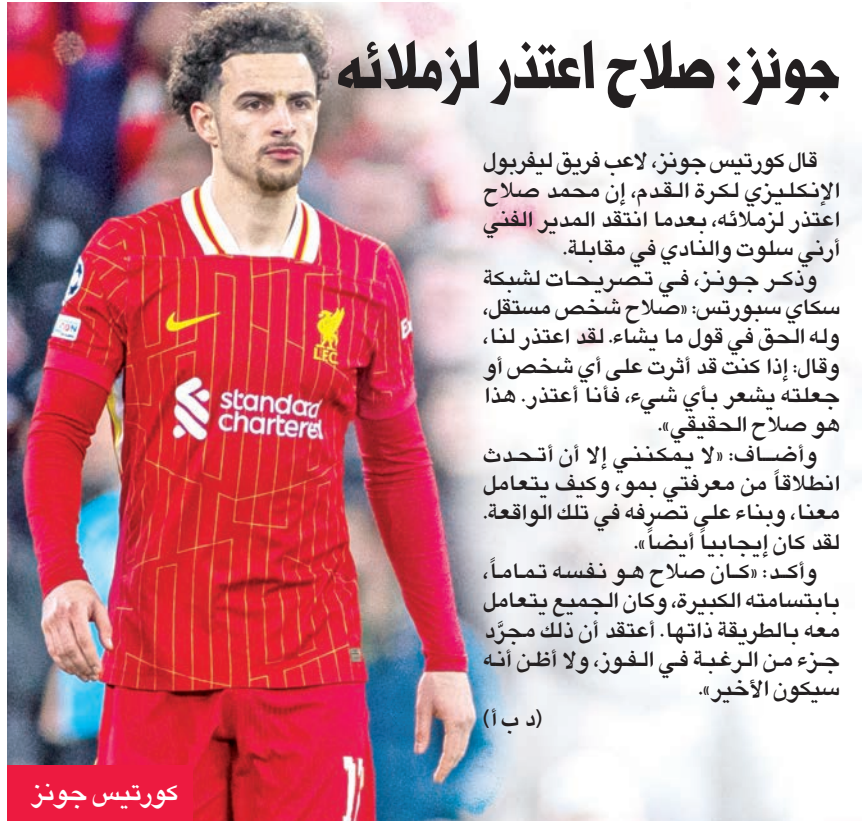 جونز: صلاح اعتذر لزملائه
قال كورتيس جونز، لاعب فريق ليفربول
الإنكليزي لكرة القدم، إن محمد صلاح
اعتذر لزملائه، بعدما انتقد المدير الفني
أرني سلوت والنادي في مقابلة.
وذكر جونز، في تصريحات لشبكة
سكاي سبورتس: «صلاح شخص مستقل،
وله الحق في قول ما يشاء. لقد اعتذر لنا،
وقال: إذا كنت قد أثرت على أي شخص أو
جعلته يشعر بأي شيء، فأنا أعتذر. هذا
هو صلاح الحقيقي».
وأضاف: «لا يمكنني إلا أن أتحدث
انطلاقاً من معرفتي بمو، وكيف يتعامل
معنا، وبناء على تصرفه في تلك الواقعة.
لقد كان إيجابياً أيضاً».
وأكد: «كان صلاح هو نفسه تماماً،
بابتسامته الكبيرة، وكان الجميع يتعامل
معه بالطريقة ذاتها. أعتقد أن ذلك مجرَّد
جزء من الرغبة في الفوز، ولا أظن أنه
سيكون الأخير».
(د ب أ)
L.F.C.
standard
chartered
كورتيس جونز